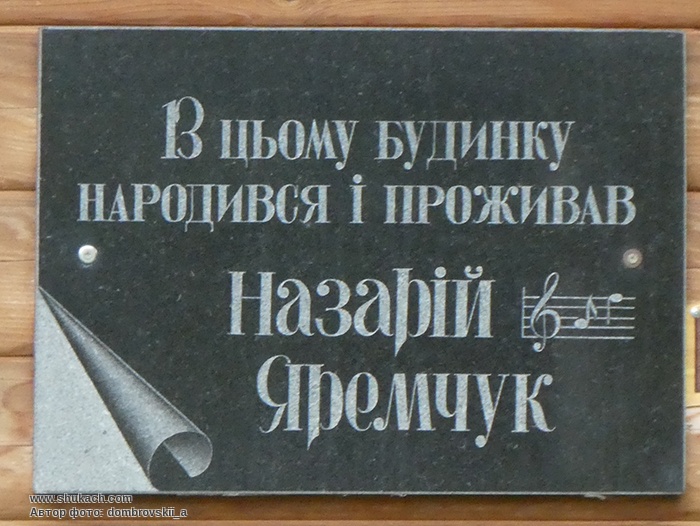 В цьому будинку
народився і проживав
Назарій
Яремчук
www.shukach.com
Автор фото: dombrovskii_a